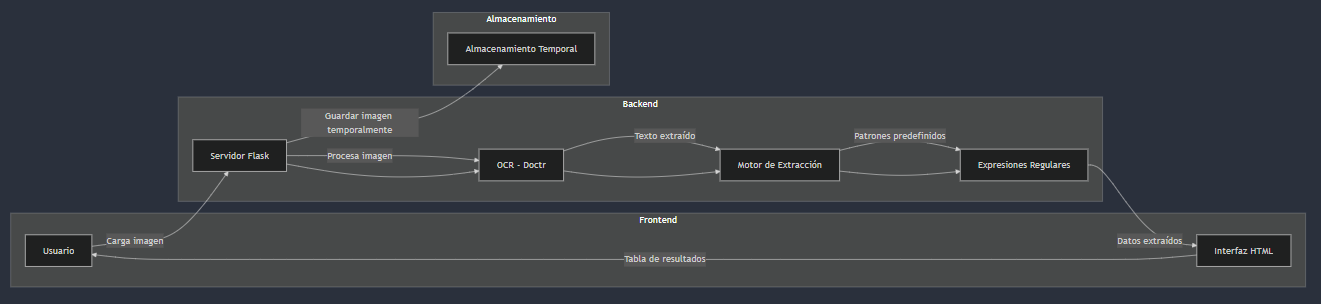 Almacenamiento
Almacenamiento Temporal
Backend
Guardar imagen
temporalmente
Servidor Flask
Procesa imagen
OCR - Doctr
Texto extraído
Motor de Extracción
Patrones predefinidos
Expresiones Regulares
Frontend
Usuario
Carga imagen
Tabla de resultados
Datos extraídos
Interfaz HTML